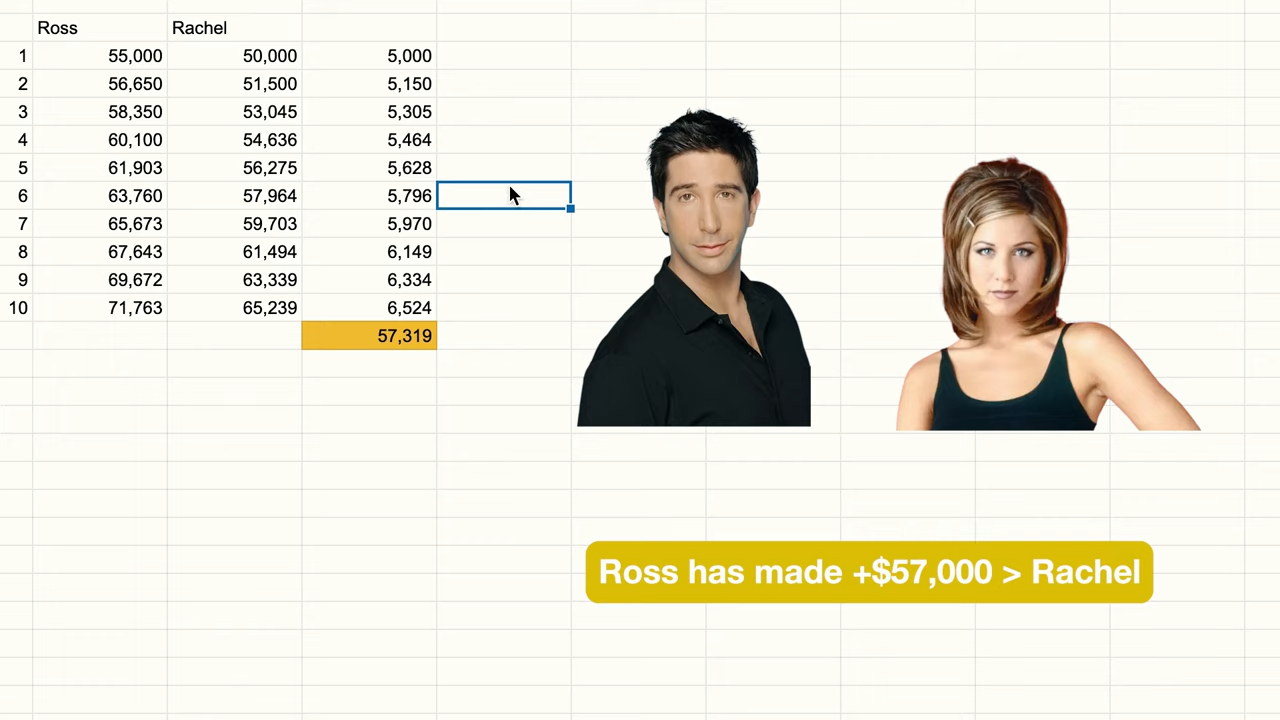 Ross Rachel
1 55,000 50,000 5,000
2 56,650 51,500 5,150
3 58,350 53,045 5,305
4 60,100 54,636 5,464
5 61,903 56,275 5,628
6 63,760 57,964 5,796
7 65,673 59,703 5,970
8 67,643 61,494 6,149
9 69,672 63,339 6,334
10 71,763 65,239 6,524
57,319
Ross has made +$57,000 > Rachel